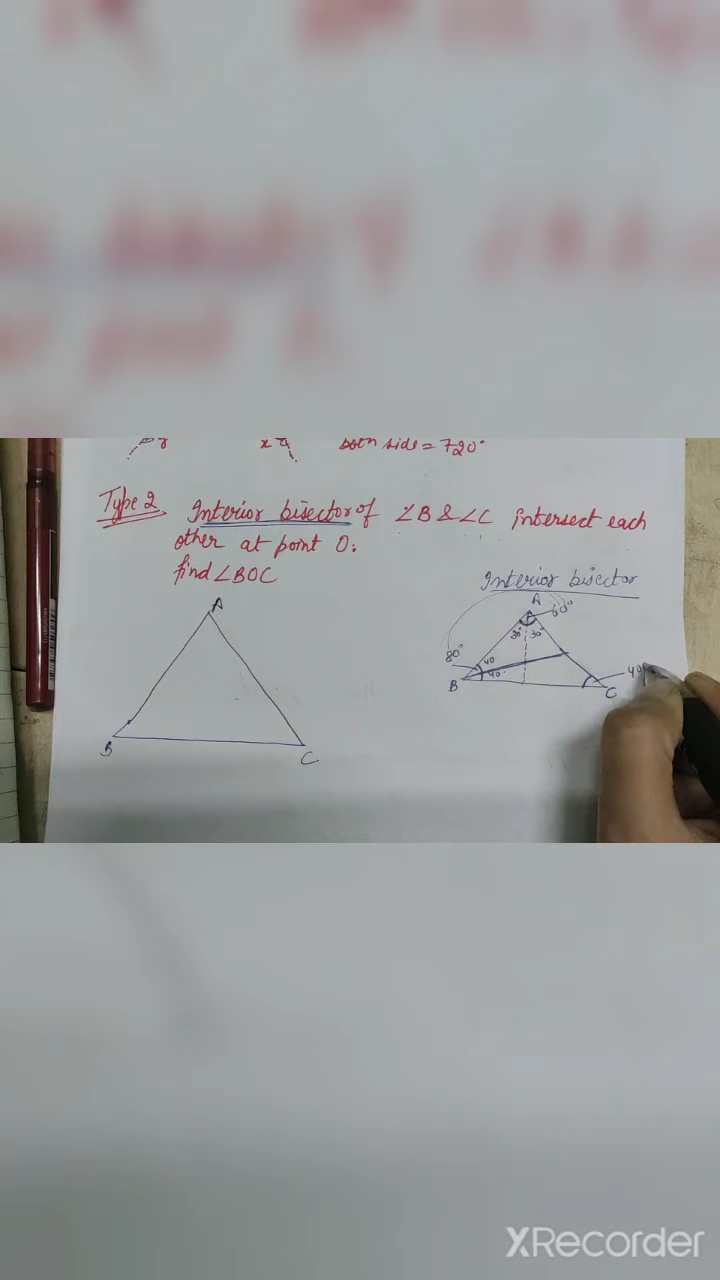 both side = 720°
Type 2 Interior bisector of ∠B & ∠C intersect each
other at point O.
find ∠BOC
Interior bisector
A
B
C
A
60°
30° 30°
80°
40
40°
B
C
40
XRecorder